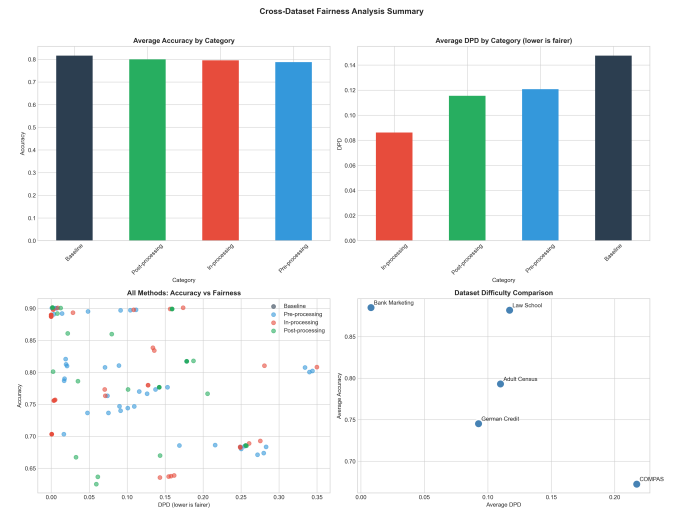 Cross-Dataset Fairness Analysis Summary
Average Accuracy by Category
Accuracy
0.8
0.7
0.6
0.5
0.4
0.3
0.2
0.1
0.0
Baseline
Post-processing
In-processing
Pre-processing
Category
Average DPD by Category (lower is fairer)
DPD
0.14
0.12
0.10
0.08
0.06
0.04
0.02
0.00
In-processing
Post-processing
Pre-processing
Baseline
Category
All Methods: Accuracy vs Fairness
Accuracy
0.90
0.85
0.80
0.75
0.70
0.65
Baseline
Pre-processing
In-processing
Post-processing
0.00 0.05 0.10 0.15 0.20 0.25 0.30 0.35
DPD (lower is fairer)
Dataset Difficulty Comparison
Average Accuracy
0.85
0.80
0.75
0.70
Bank Marketing
Law School
Adult Census
German Credit
COMPAS
0.00 0.05 0.10 0.15 0.20
Average DPD